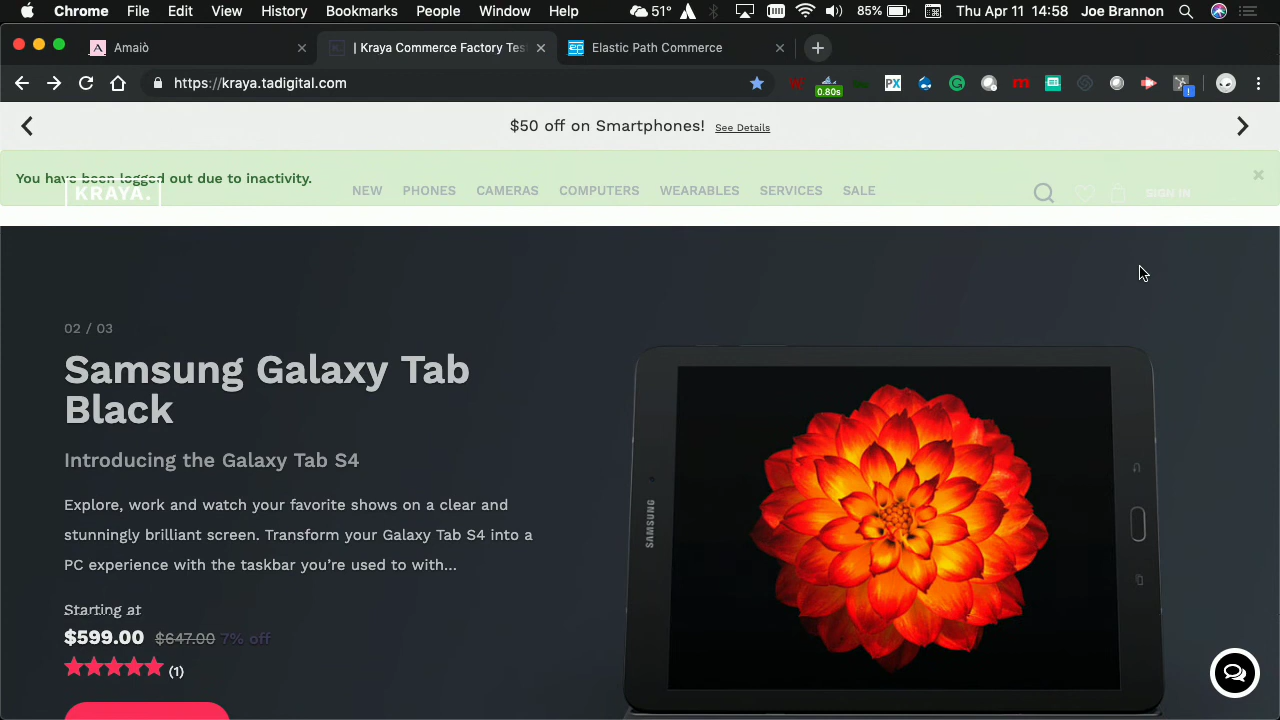 Chrome File Edit View History Bookmarks People Window Help 51° 85% Thu Apr 11 14:58 Joe Brannon
Amaiò
| Kraya Commerce Factory Tes
Elastic Path Commerce
https://kraya.tadigital.com
0.80s
PX
$50 off on Smartphones! See Details
You have been logged out due to inactivity.
KRAYA. NEW PHONES CAMERAS COMPUTERS WEARABLES SERVICES SALE SIGN IN
02 / 03
Samsung Galaxy Tab
Black
Introducing the Galaxy Tab S4
Explore, work and watch your favorite shows on a clear and
stunningly brilliant screen. Transform your Galaxy Tab S4 into a
PC experience with the taskbar you’re used to with...
Starting at
$599.00 $647.00 7% off
(1)
SAMSUNG